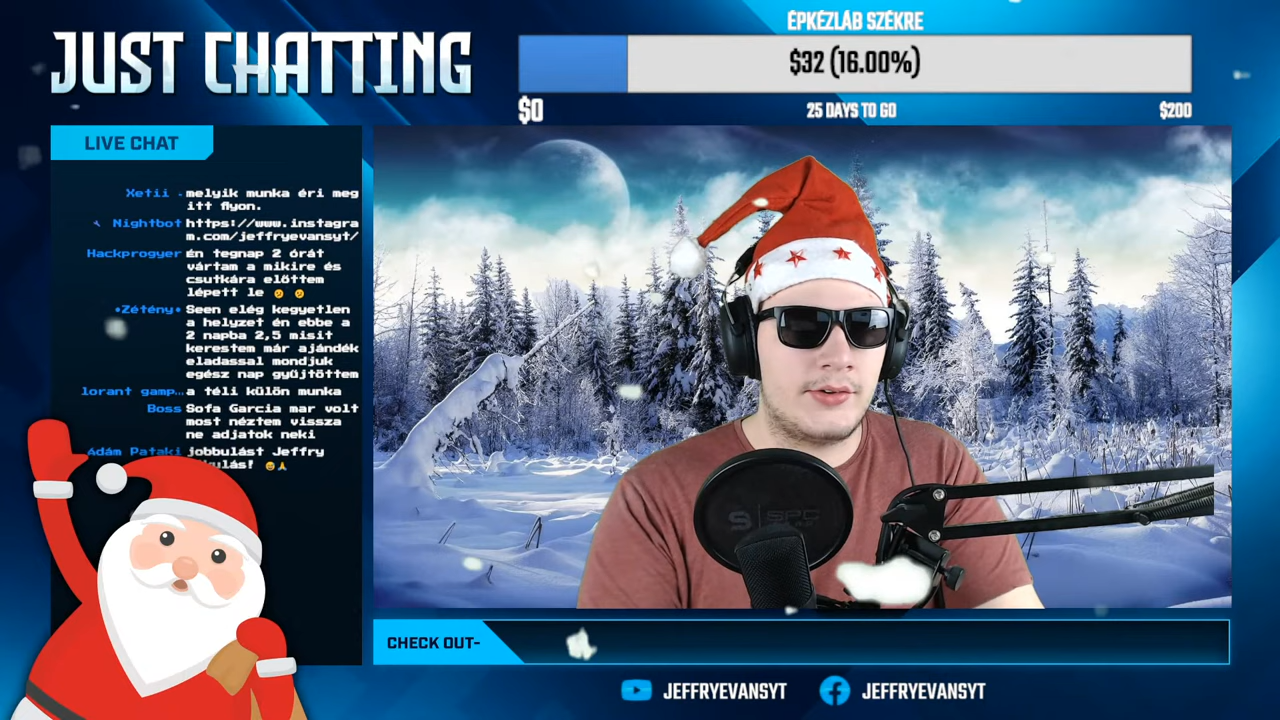 JUST CHATTING
ÉPKÉZLÁB SZÉKRE
$32 (16.00%)
$0
25 DAYS TO GO
$200
LIVE CHAT
Xetii melyik munka éri meg
itt flyon.
Nightbot https://www.instagra
m.com/jeffryevansyt/
Hackprogyer én tegnap 2 órát
vártam a mikire és
csutkára előttem
lépett le
•Zétény• Seen elég kegyetlen
a helyzet én ebbe a
2 napba 2,5 misit
kerestem már ajándék
eladassal mondjuk
egész nap gyűjtöttem
lorant gamp... a téli külön munka
Boss Sofa Garcia mar volt
most néztem vissza
ne adjatok neki
Ádám Pataki jobbulást Jeffry
S | SPC
CHECK OUT-
JEFFRYEVANSYT
JEFFRYEVANSYT